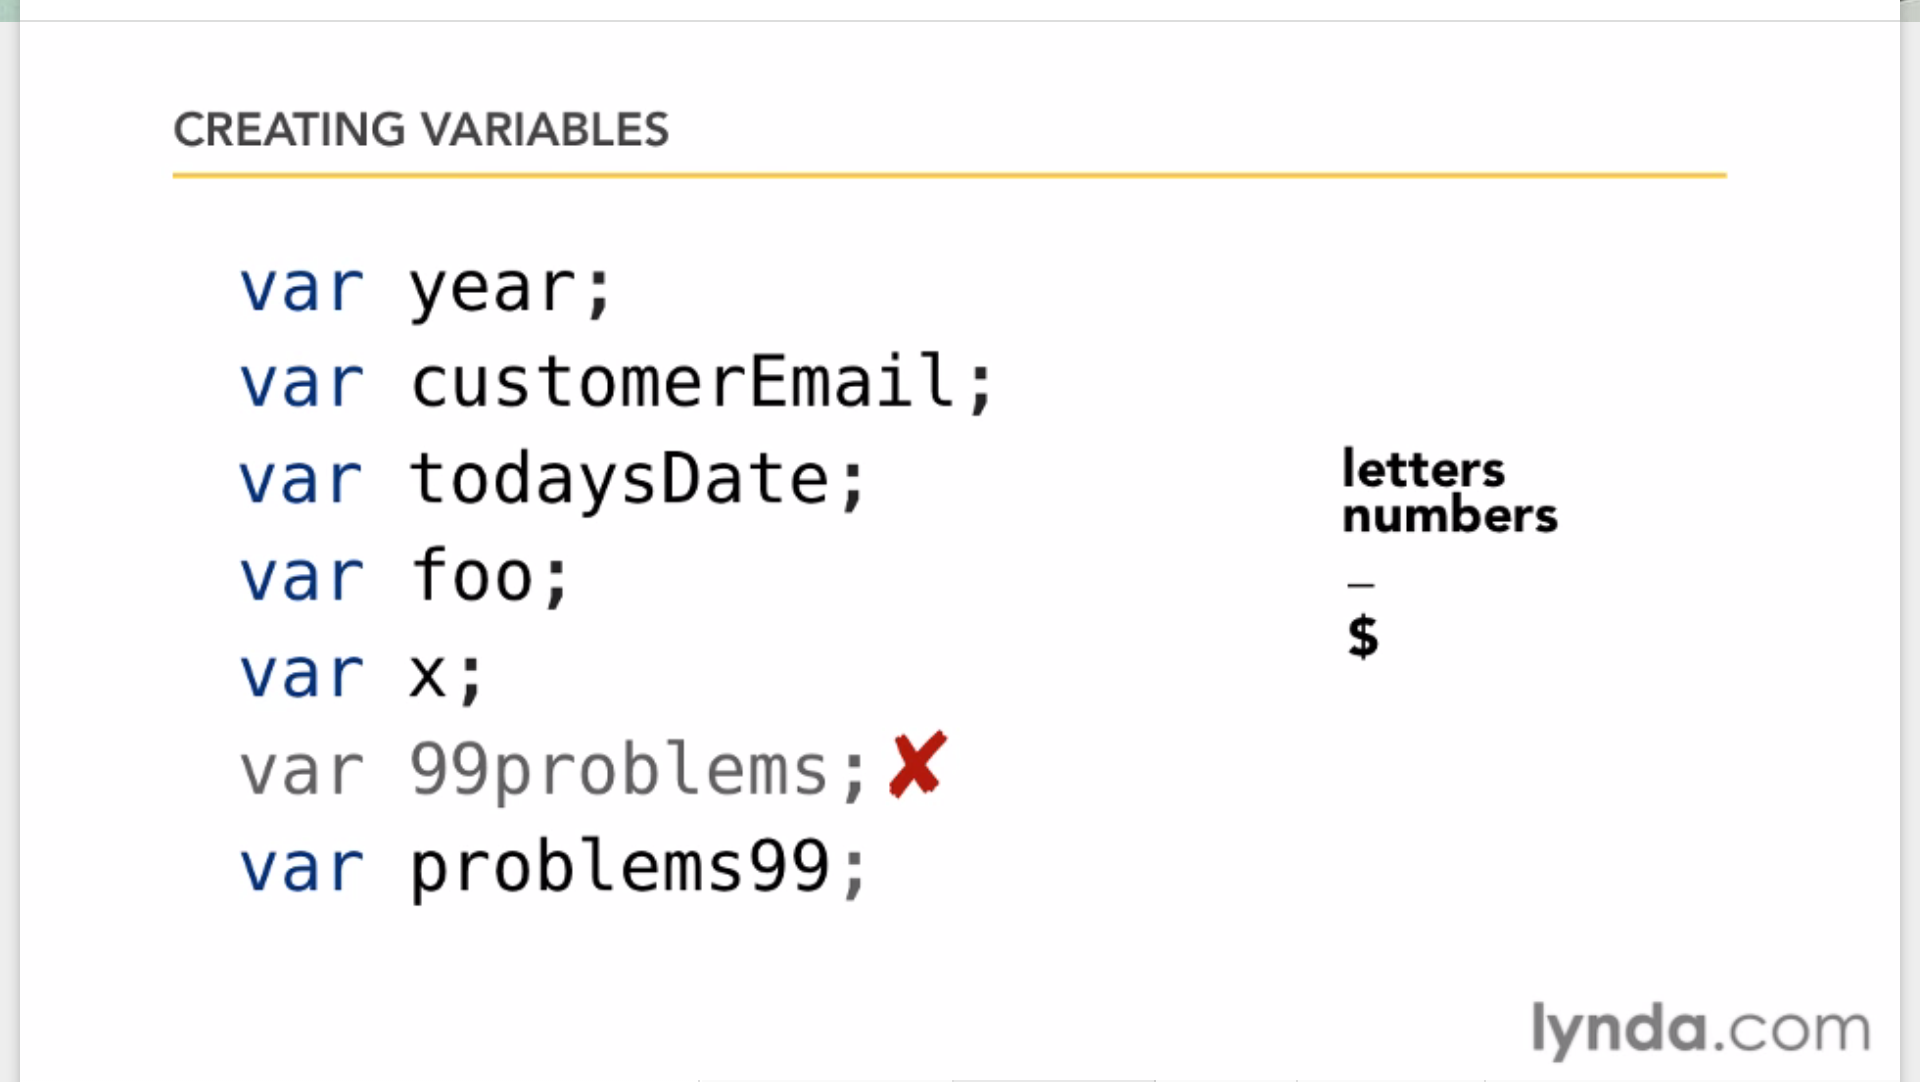 CREATING VARIABLES
var year;
var customerEmail;
var todaysDate;
var foo;
var x;
var 99problems;✘
var problems99;
letters
numbers
_
$
lynda.com